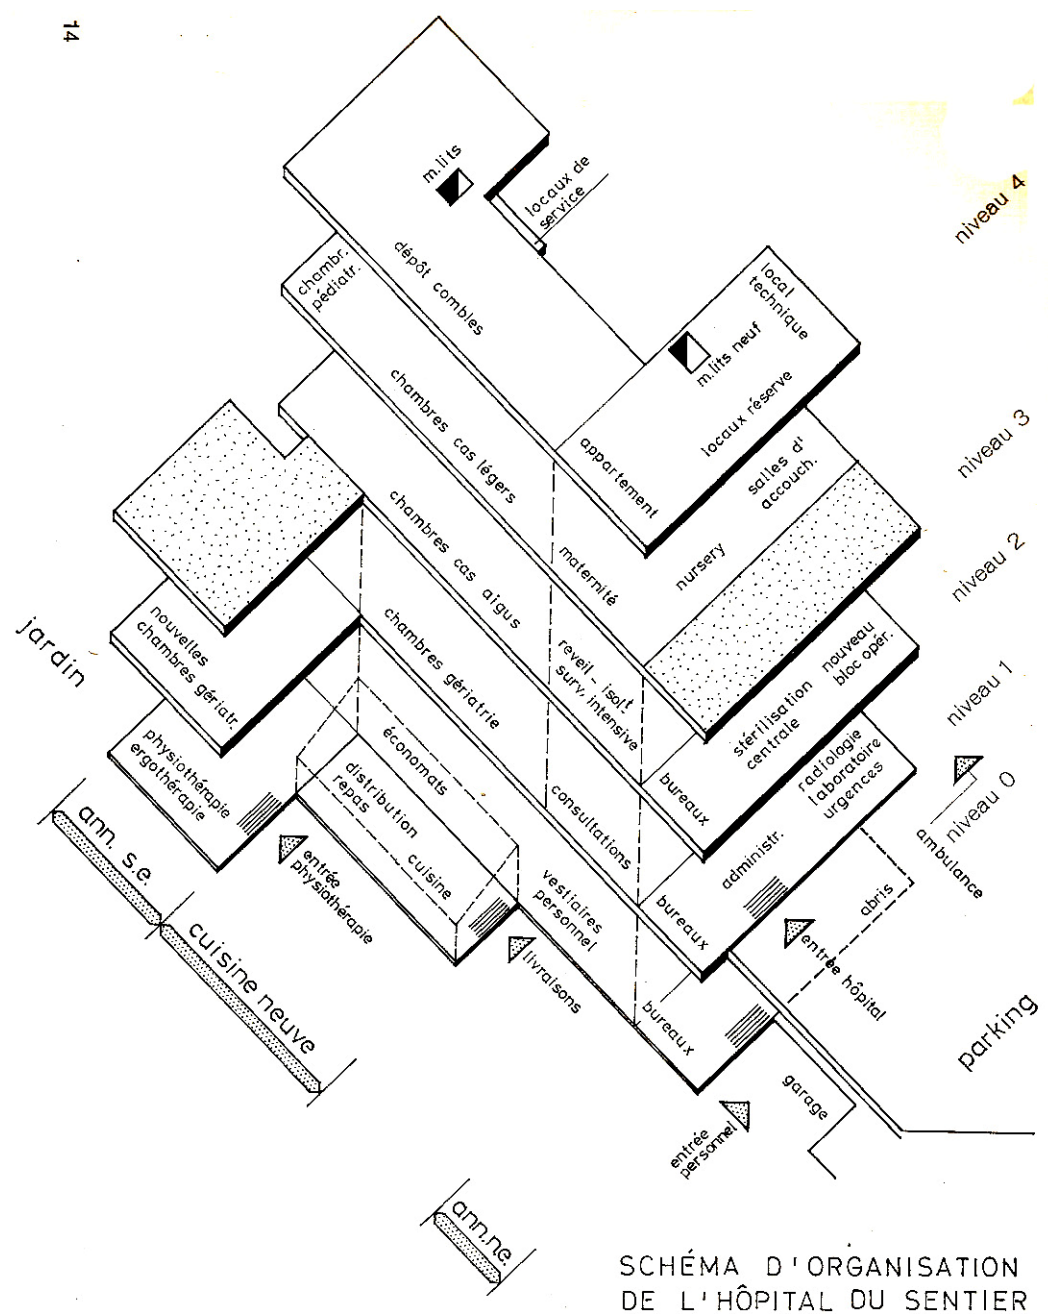 14
m.lits
locaux de
service
niveau 4
chambr.
pédiatr.
dépôt combles
local
technique
m.lits neuf
locaux réserve
appartement
niveau 3
chambres cas légers
salles d'
accouch.
nursery
maternité
niveau 2
chambres cas aigus
reveil - isol.t
surv. intensive
nouveau
bloc opér.
stérilisation
centrale
bureaux
niveau 1
jardin
nouvelles
chambres gériatr.
chambres gériatrie
consultations
radiologie
laboratoire
urgences
administr.
bureaux
niveau 0
ambulance
abris
physiothérapie
ergothérapie
économats
distribution
repas
cuisine
vestiaires
personnel
bureaux
entrée
physiothérapie
livraisons
entrée hôpital
parking
garage
entrée
personnel
ann. s.e.
cuisine neuve
ann.ne.
SCHÉMA D'ORGANISATION
DE L'HÔPITAL DU SENTIER